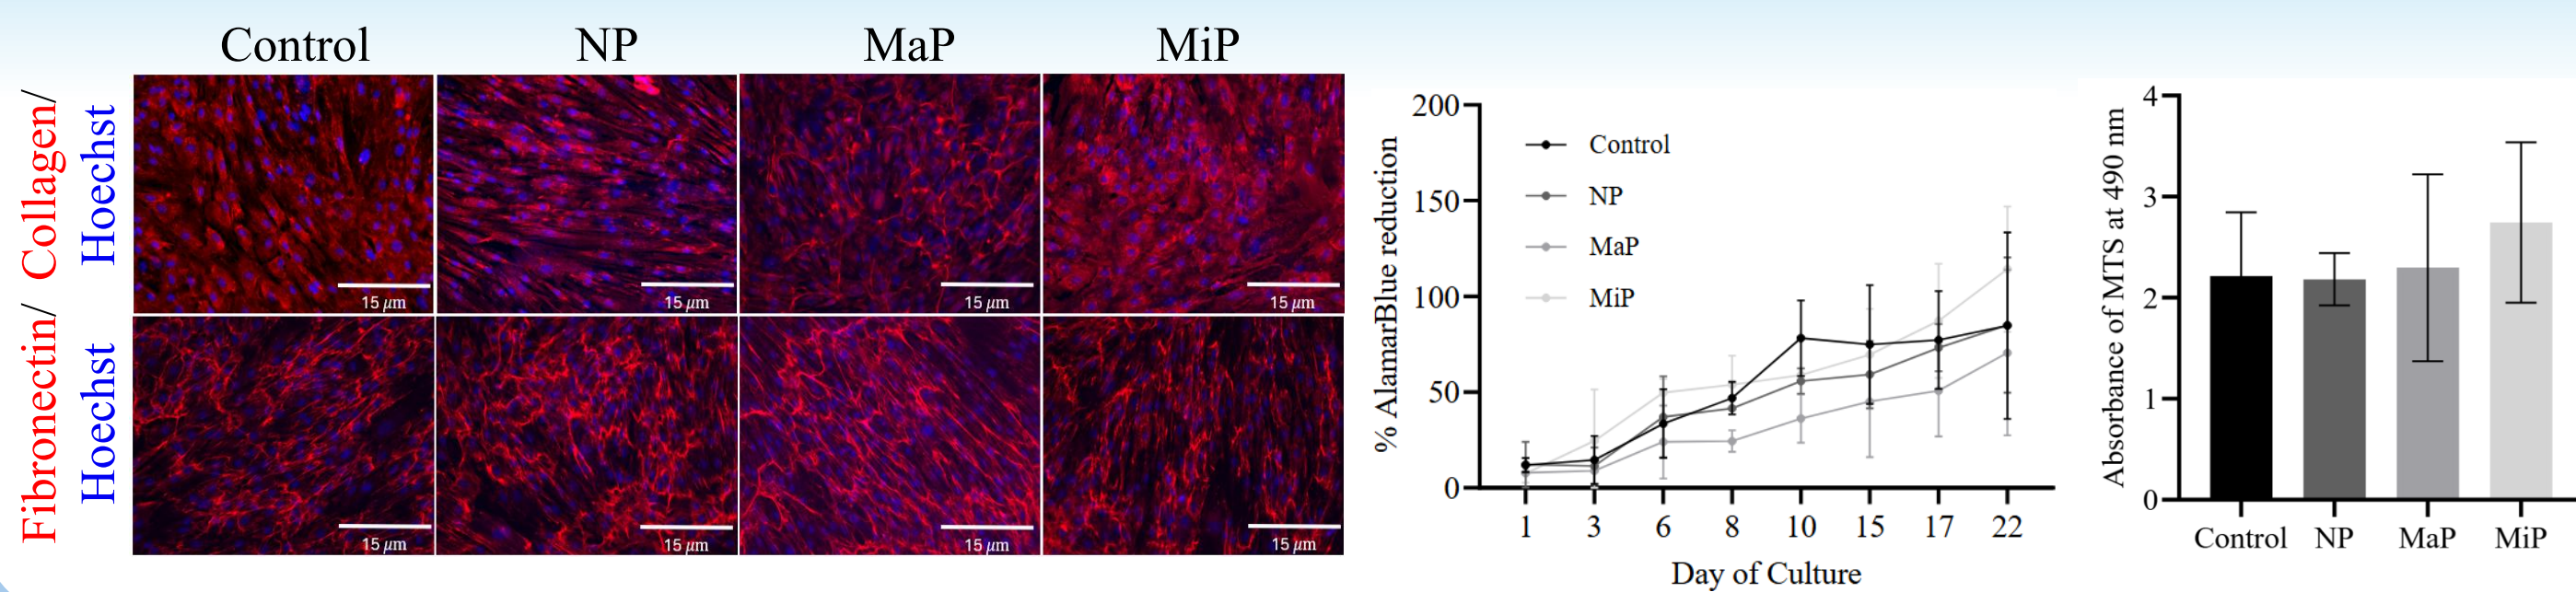 Control
NP
MaP
MiP
Collagen/
Hoechst
15 µm
15 µm
15 µm
15 µm
Fibronectin/
Hoechst
15 µm
15 µm
15 µm
15 µm
% AlamarBlue reduction
200
150
100
50
0
Control
NP
MaP
MiP
1 3 6 8 10 15 17 22
Day of Culture
Absorbance of MTS at 490 nm
4
3
2
1
0
Control NP MaP MiP